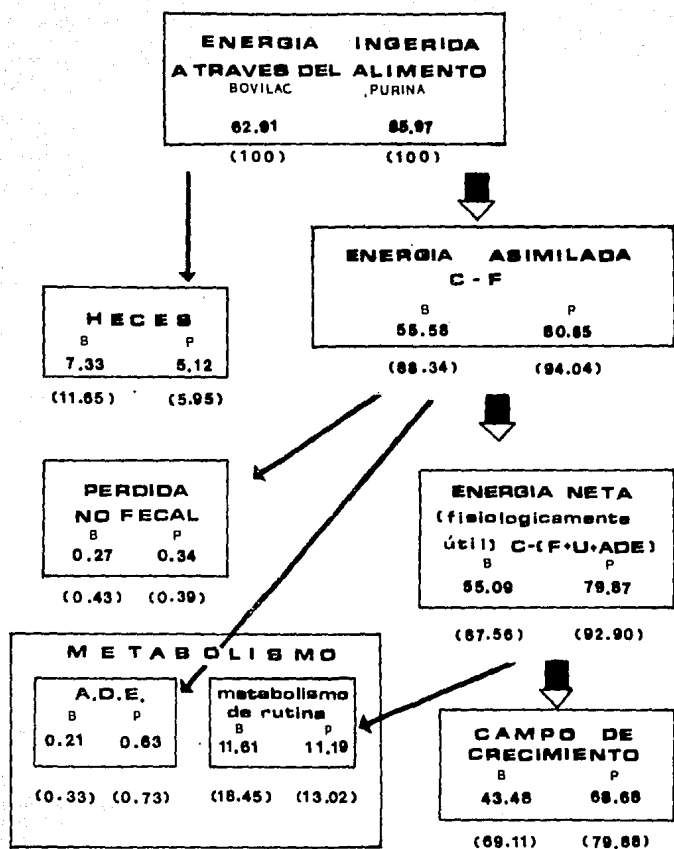 ENERGIA INGERIDA
A TRAVES DEL ALIMENTO
BOVILAC PURINA
62.91 85.97
(100) (100)
ENERGIA ASIMILADA
C - F
B P
55.58 80.85
(88.34) (94.04)
HECES
B P
7.33 5.12
(11.65) (5.95)
PERDIDA
NO FECAL
B P
0.27 0.34
(0.43) (0.39)
ENERGIA NETA
(fisiologicamente
útil) C-(F+U+ADE)
B P
55.09 79.87
(87.56) (92.90)
METABOLISMO
A.D.E.
B P
0.21 0.63
(0.33) (0.73)
metabolismo
de rutina
B P
11.61 11.19
(18.45) (13.02)
CAMPO DE
CRECIMIENTO
B P
43.48 68.68
(69.11) (79.88)